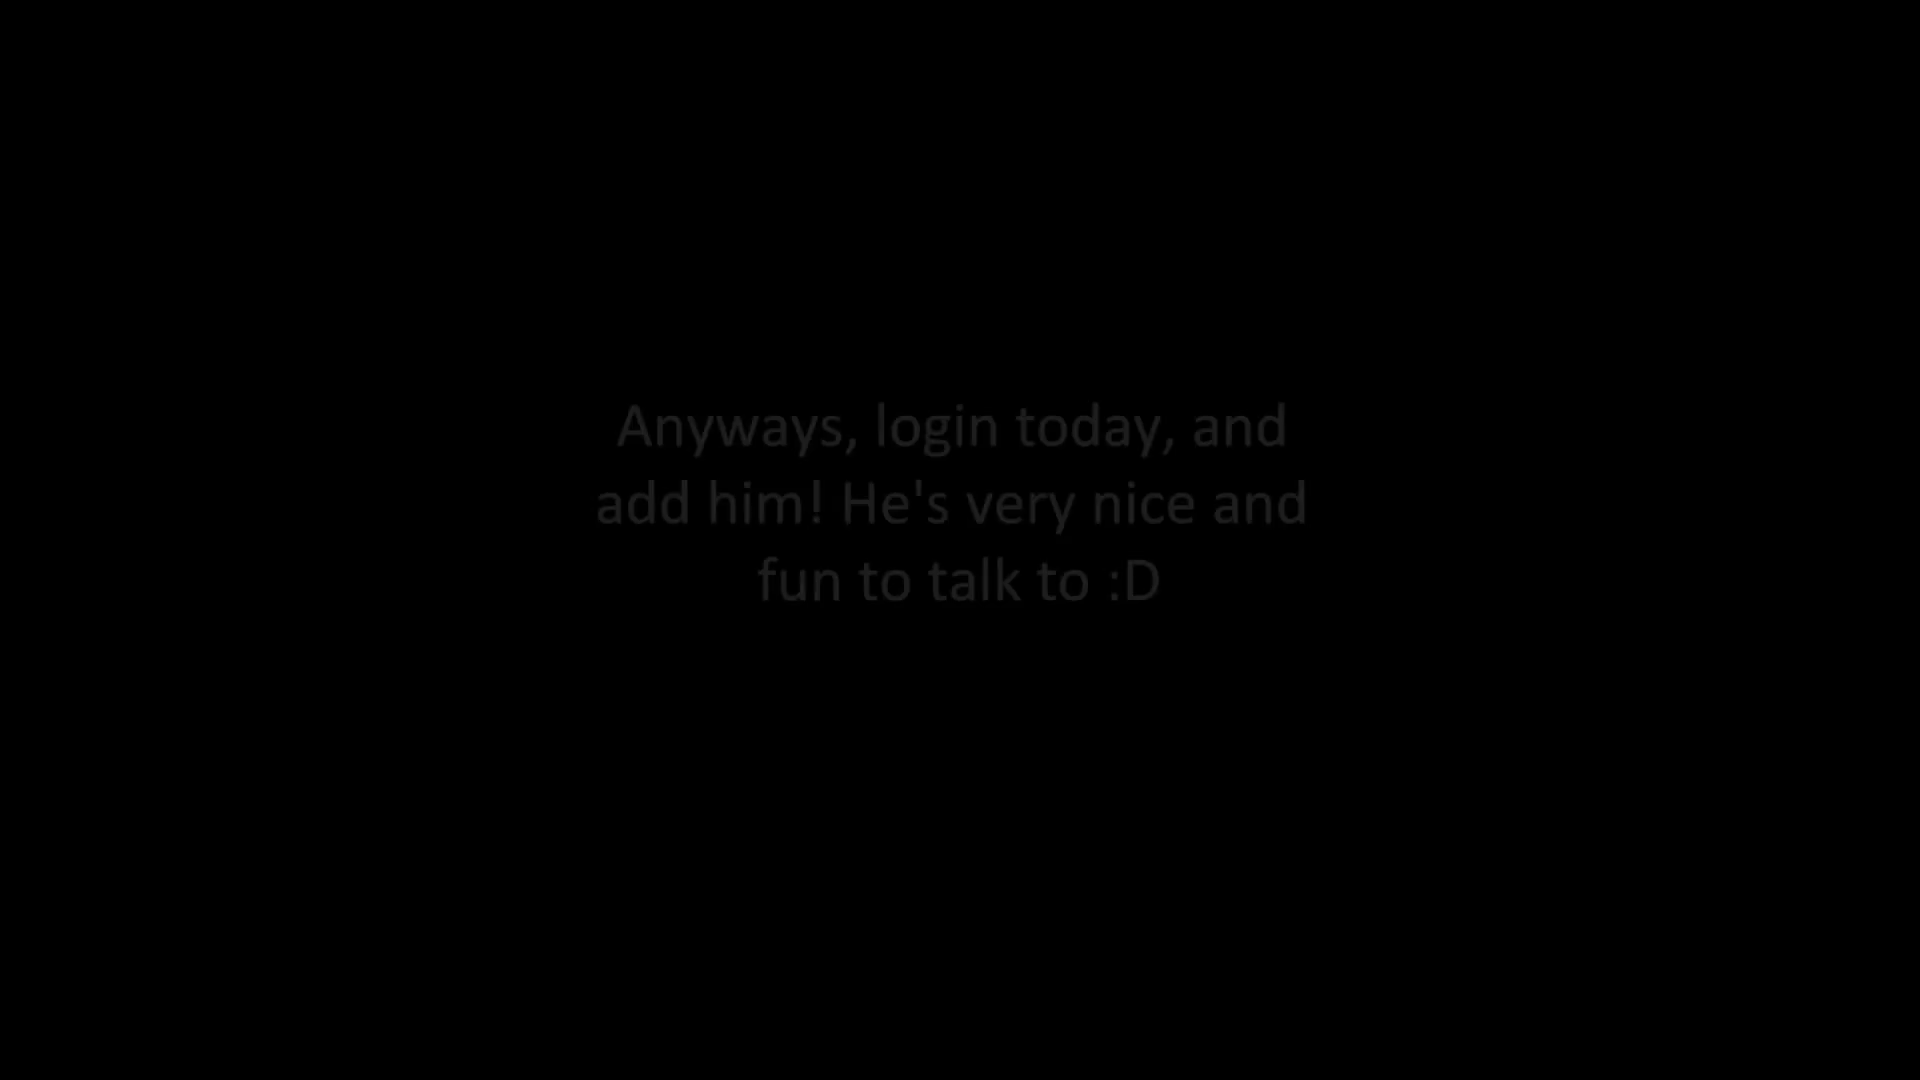 Anyways, login today, and
add him! He's very nice and
fun to talk to :D